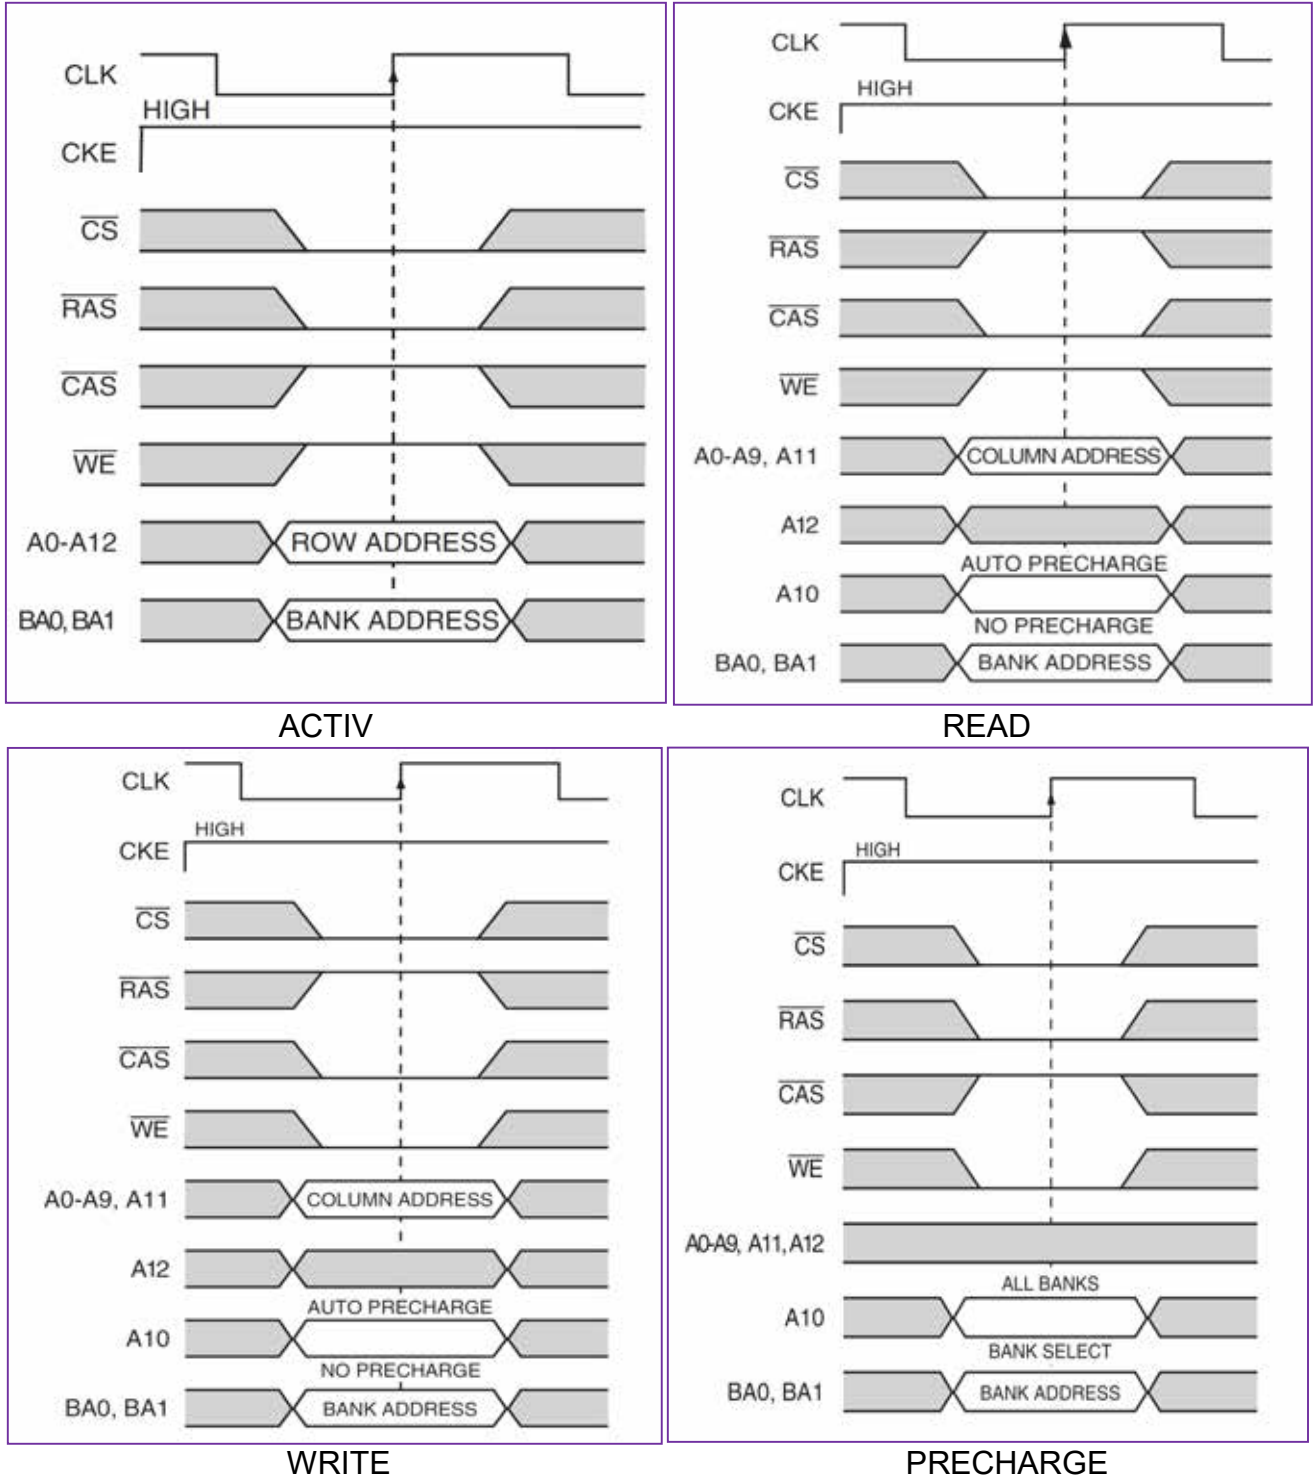 CLK
HIGH
CKE
CS
RAS
CAS
WE
A0-A12 ROW ADDRESS
BA0, BA1 BANK ADDRESS
ACTIV
CLK
HIGH
CKE
CS
RAS
CAS
WE
A0-A9, A11 COLUMN ADDRESS
A12
AUTO PRECHARGE
A10
NO PRECHARGE
BA0, BA1 BANK ADDRESS
READ
CLK
HIGH
CKE
CS
RAS
CAS
WE
A0-A9, A11 COLUMN ADDRESS
A12
AUTO PRECHARGE
A10
NO PRECHARGE
BA0, BA1 BANK ADDRESS
WRITE
CLK
HIGH
CKE
CS
RAS
CAS
WE
A0-A9, A11, A12
ALL BANKS
A10
BANK SELECT
BA0, BA1 BANK ADDRESS
PRECHARGE